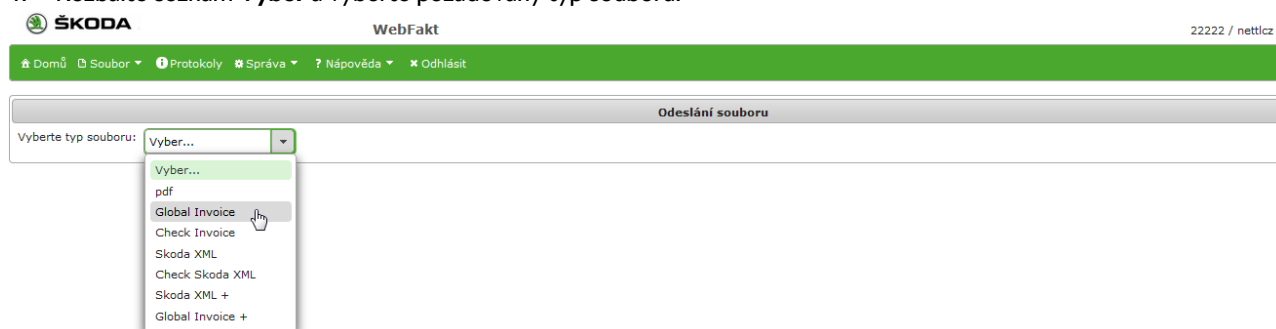 ŠKODA
WebFakt
22222 / nettlcz
Domů Soubor Protokoly Správa ? Nápověda Odhlásit
Odeslání souboru
Vyberte typ souboru: Vyber...
Vyber...
pdf
Global Invoice
Check Invoice
Skoda XML
Check Skoda XML
Skoda XML +
Global Invoice +